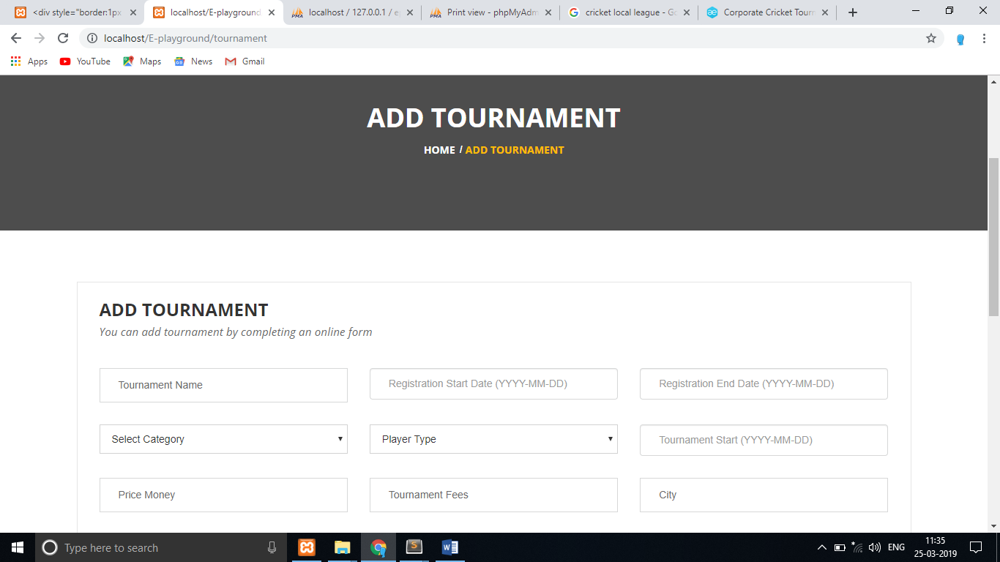 <div style="border:1px
localhost/E-playground
localhost / 127.0.0.1 / e
Print view - phpMyAdm
cricket local league - Go
Corporate Cricket Tourn
localhost/E-playground/tournament
Apps YouTube Maps News Gmail
ADD TOURNAMENT
HOME / ADD TOURNAMENT
ADD TOURNAMENT
You can add tournament by completing an online form
Tournament Name Registration Start Date (YYYY-MM-DD) Registration End Date (YYYY-MM-DD)
Select Category Player Type Tournament Start (YYYY-MM-DD)
Price Money Tournament Fees City
Type here to search
ENG
11:35
25-03-2019